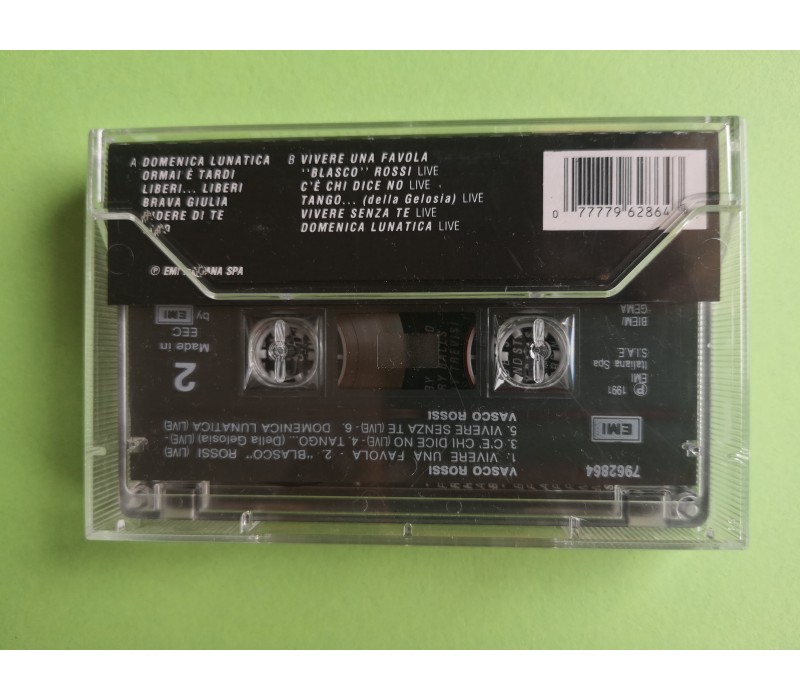 A DOMENICA LUNATICA
ORMAI È TARDI
LIBERI... LIBERI
BRAVA GIULIA
DI TE
B VIVERE UNA FAVOLA
"BLASCO" ROSSI LIVE
C'È CHI DICE NO LIVE
TANGO... (della Gelosia) LIVE
VIVERE SENZA TE LIVE
DOMENICA LUNATICA LIVE
℗ EMI SPA
0 77779 62864
7962864
EMI
VASCO ROSSI
1. VIVERE UNA FAVOLA - 2. "BLASCO" ROSSI (LIVE)
3. C'E' CHI DICE NO (LIVE) 4. TANGO... (Della Gelosia) (LIVE)-
5. VIVERE SENZA TE (LIVE) -6. DOMENICA LUNATICA (LIVE)
VASCO ROSSI
℗ 1991
EMI
Italiana Spa
S.I.A.E
BIEM/
GEMA
2
Made in
EEC
by EMI